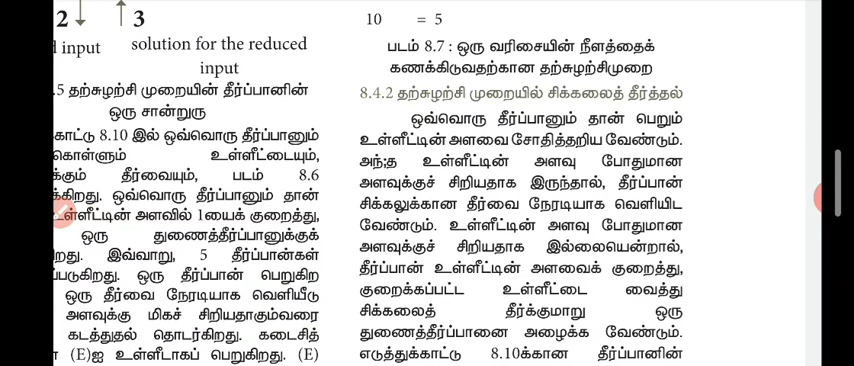 2 ↓ ↑ 3
input solution for the reduced
input
.5 தற்சுழற்சி முறையின் தீர்ப்பானின்
ஒரு சான்றுரு
காட்டு 8.10 இல் ஒவ்வொரு தீர்ப்பானும்
கொள்ளும் உள்ளீட்டையும்,
க்கும் தீர்வையும், படம் 8.6
க்கிறது. ஒவ்வொரு தீர்ப்பானும் தான்
உள்ளீட்டின் அளவில் 1யைக் குறைத்து,
ஒரு துணைத்தீர்ப்பானுக்குக்
றது. இவ்வாறு, 5 தீர்ப்பான்கள்
ப்படுகிறது. ஒரு தீர்ப்பான் பெறுகிற
ஒரு தீர்வை நேரடியாக வெளியீடு
அளவுக்கு மிகச் சிறியதாகும்வரை
கடத்துதல் தொடர்கிறது. கடைசித்
(E)ஐ உள்ளீடாகப் பெறுகிறது. (E)
10 = 5
படம் 8.7 : ஒரு வரிசையின் நீளத்தைக்
கணக்கிடுவதற்கான தற்சுழற்சிமுறை
8.4.2 தற்சுழற்சி முறையில் சிக்கலைத் தீர்த்தல்
ஒவ்வொரு தீர்ப்பானும் தான் பெறும்
உள்ளீட்டின் அளவை சோதித்தறிய வேண்டும்.
அந்;த உள்ளீட்டின் அளவு போதுமான
அளவுக்குச் சிறியதாக இருந்தால், தீர்ப்பான்
சிக்கலுக்கான தீர்வை நேரடியாக வெளியிட
வேண்டும். உள்ளீட்டின் அளவு போதுமான
அளவுக்குச் சிறியதாக இல்லையென்றால்,
தீர்ப்பான் உள்ளீட்டின் அளவைக் குறைத்து,
குறைக்கப்பட்ட உள்ளீட்டை வைத்து
சிக்கலைத் தீர்க்குமாறு ஒரு
துணைத்தீர்ப்பானை அழைக்க வேண்டும்.
எடுத்துக்காட்டு 8.10க்கான தீர்ப்பானின்